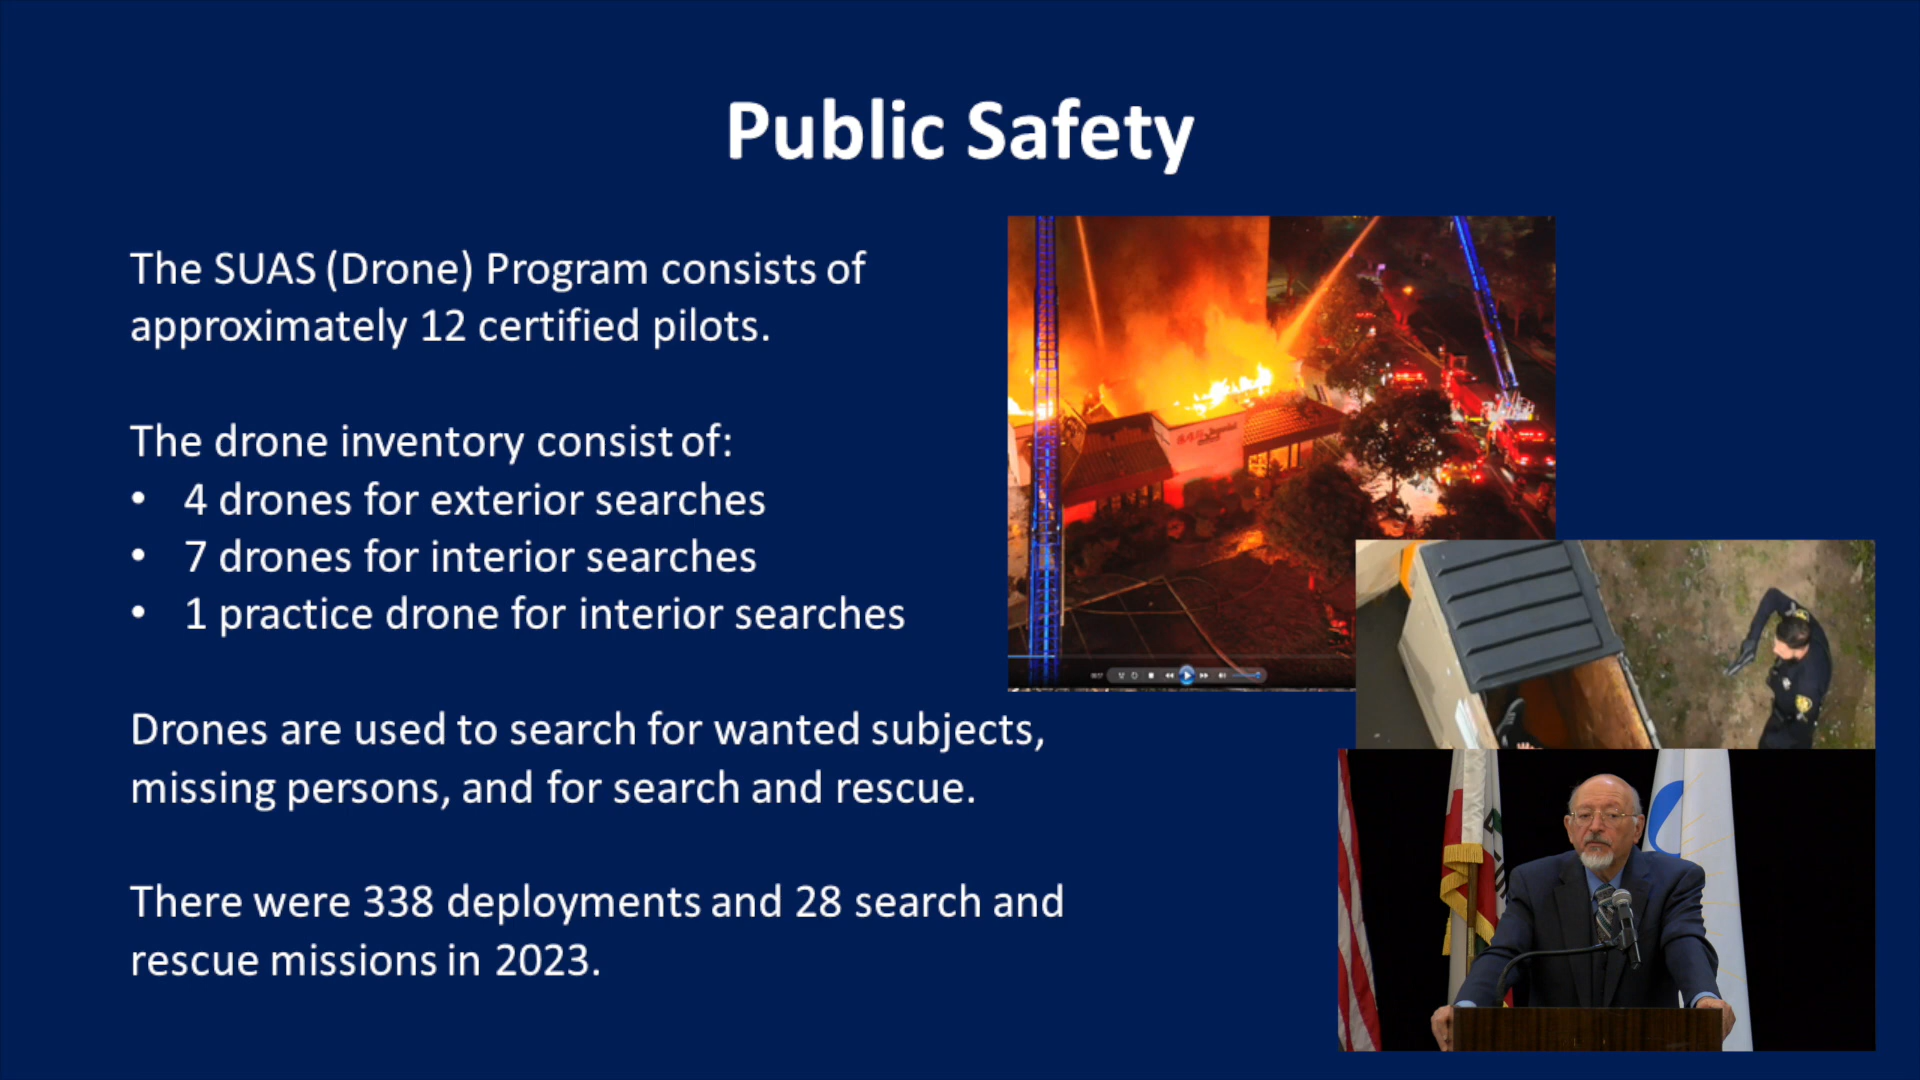 Public Safety
The SUAS (Drone) Program consists of
approximately 12 certified pilots.
The drone inventory consist of:
• 4 drones for exterior searches
• 7 drones for interior searches
• 1 practice drone for interior searches
Drones are used to search for wanted subjects,
missing persons, and for search and rescue.
There were 338 deployments and 28 search and
rescue missions in 2023.